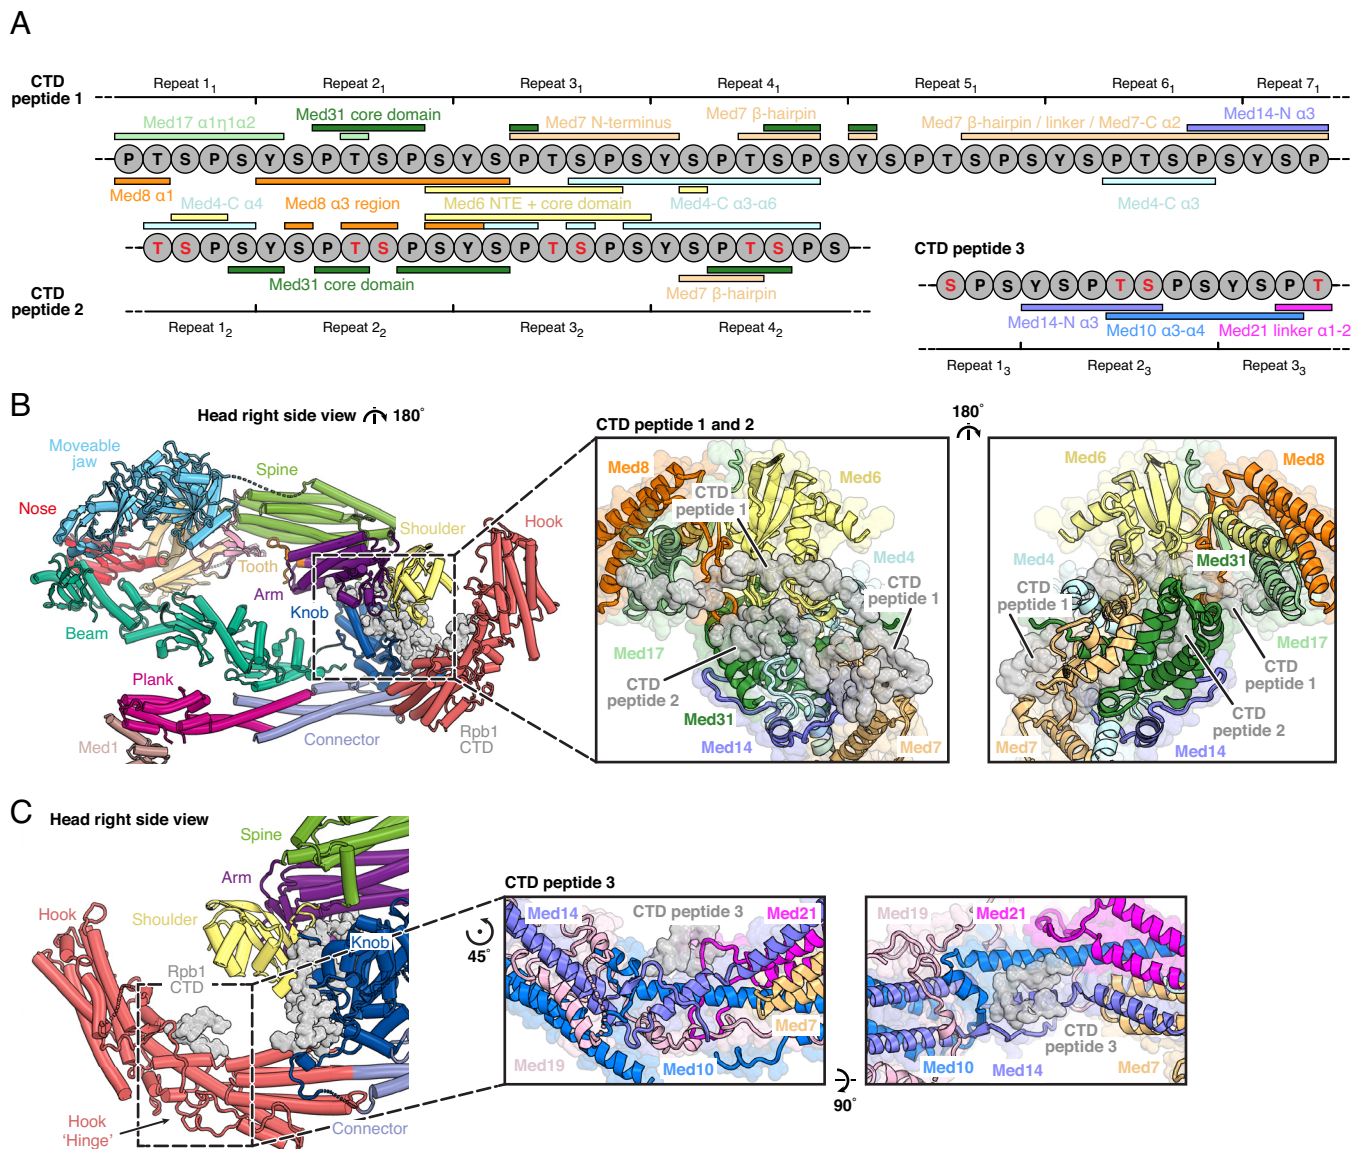 A
CTD
peptide 1
Repeat 1₁
Repeat 2₁
Repeat 3₁
Repeat 4₁
Repeat 5₁
Repeat 6₁
Repeat 7₁
Med17 α1η1α2
Med31 core domain
Med7 N-terminus
Med7 β-hairpin
Med7 β-hairpin / linker / Med7-C α2
Med14-N α3
P T S P S Y S P T S P S Y S P T S P S Y S P T S P S Y S P T S P S Y S P T S P S Y S P
Med8 α1
Med4-C α4
Med8 α3 region
Med6 NTE + core domain
Med4-C α3-α6
Med4-C α3
T S P S Y S P T S P S Y S P T S P S Y S P T S P S
Med31 core domain
Med7 β-hairpin
CTD
peptide 2
Repeat 1₂
Repeat 2₂
Repeat 3₂
Repeat 4₂
CTD peptide 3
S P S Y S P T S P S Y S P T
Med14-N α3
Med10 α3-α4
Med21 linker α1-2
Repeat 1₃
Repeat 2₃
Repeat 3₃
B
Head right side view 180°
Moveable
jaw
Spine
Nose
Shoulder
Hook
Tooth
Arm
Knob
Beam
Plank
Connector
Med1
Rpb1
CTD
CTD peptide 1 and 2
Med8
CTD
peptide 1
Med6
Med4
CTD
peptide 1
Med17
CTD
peptide 2
Med31
Med14
Med7
180°
Med6
Med8
Med4
Med31
CTD
peptide 1
Med17
CTD
peptide 1
CTD
peptide 2
Med7
Med14
C
Head right side view
Spine
Arm
Hook
Shoulder
Knob
Rpb1
CTD
Hook
'Hinge'
Connector
45°
CTD peptide 3
Med14
CTD peptide 3
Med21
Med7
Med19
Med10
90°
Med19
Med21
CTD
peptide 3
Med10
Med14
Med7